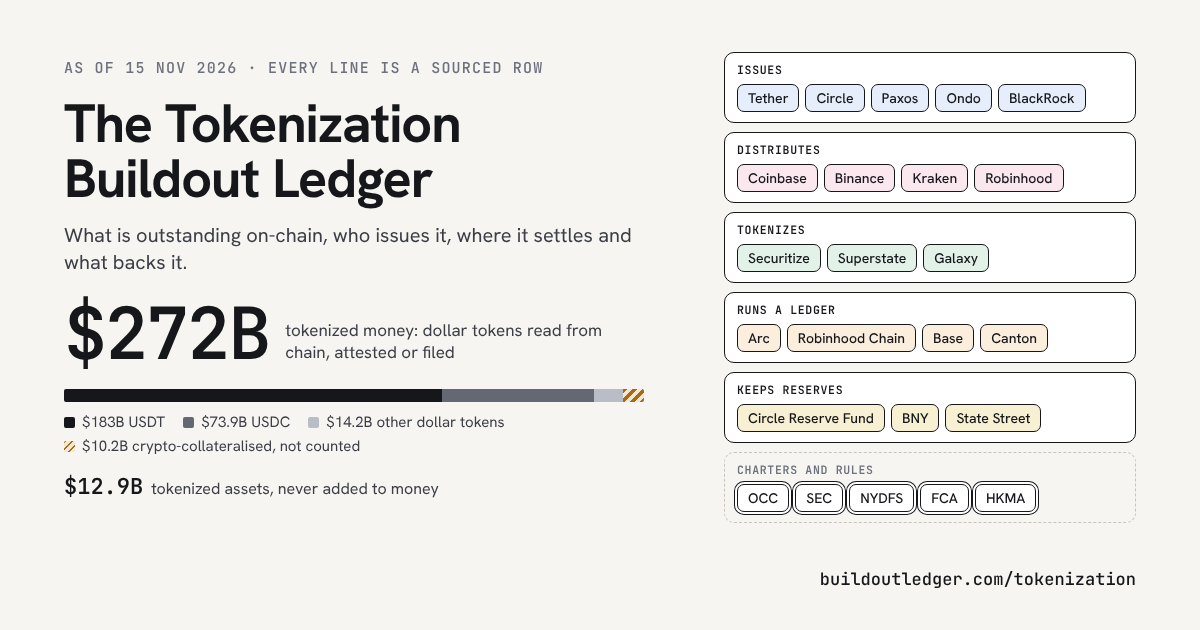 AS OF 15 NOV 2026 · EVERY LINE IS A SOURCED ROW
The Tokenization
Buildout Ledger
What is outstanding on-chain, who issues it, where it settles and
what backs it.
$272B
tokenized money: dollar tokens read from
chain, attested or filed
$183B USDT $73.9B USDC $14.2B other dollar tokens
$10.2B crypto-collateralised, not counted
$12.9B tokenized assets, never added to money
ISSUES
Tether Circle Paxos Ondo BlackRock
DISTRIBUTES
Coinbase Binance Kraken Robinhood
TOKENIZES
Securitize Superstate Galaxy
RUNS A LEDGER
Arc Robinhood Chain Base Canton
KEEPS RESERVES
Circle Reserve Fund BNY State Street
CHARTERS AND RULES
OCC SEC NYDFS FCA HKMA
buildoutledger.com/tokenization